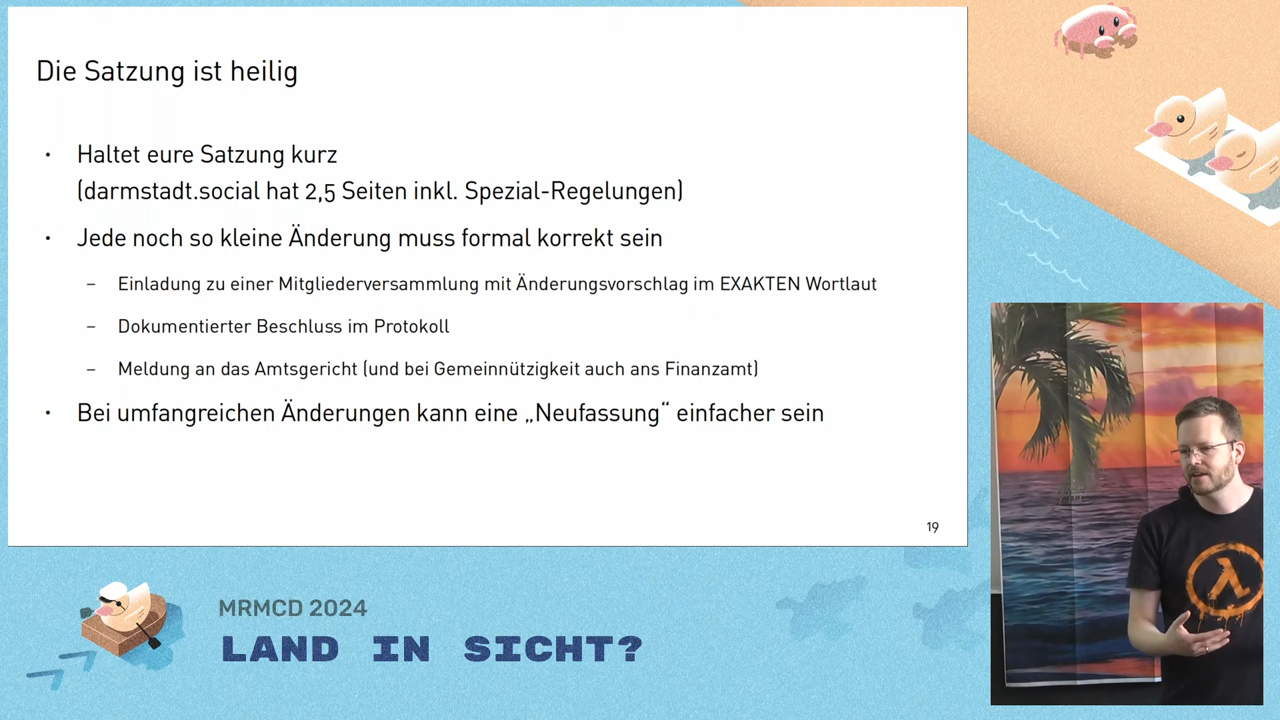 Die Satzung ist heilig
• Haltet eure Satzung kurz
(darmstadt.social hat 2,5 Seiten inkl. Spezial-Regelungen)
• Jede noch so kleine Änderung muss formal korrekt sein
– Einladung zu einer Mitgliederversammlung mit Änderungsvorschlag im EXAKTEN Wortlaut
– Dokumentierter Beschluss im Protokoll
– Meldung an das Amtsgericht (und bei Gemeinnützigkeit auch ans Finanzamt)
• Bei umfangreichen Änderungen kann eine „Neufassung“ einfacher sein
19
MRMCD 2024
LAND IN SICHT?
λ